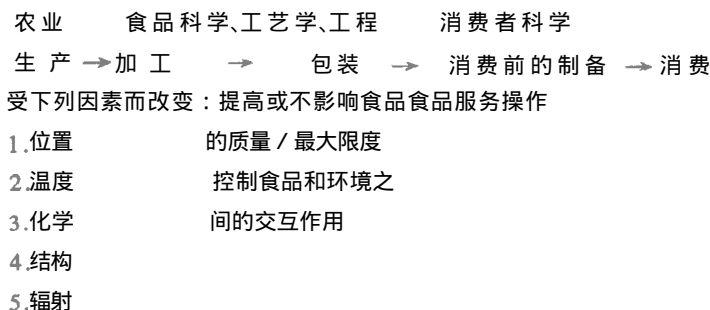 农业 食品科学、工艺学、工程 消费者科学
生产→加工 → 包装 → 消费前的制备 → 消费
受下列因素而改变：提高或不影响食品食品服务操作
1.位置 的质量/最大限度
2.温度 控制食品和环境之
3.化学 间的交互作用
4.结构
5.辐射